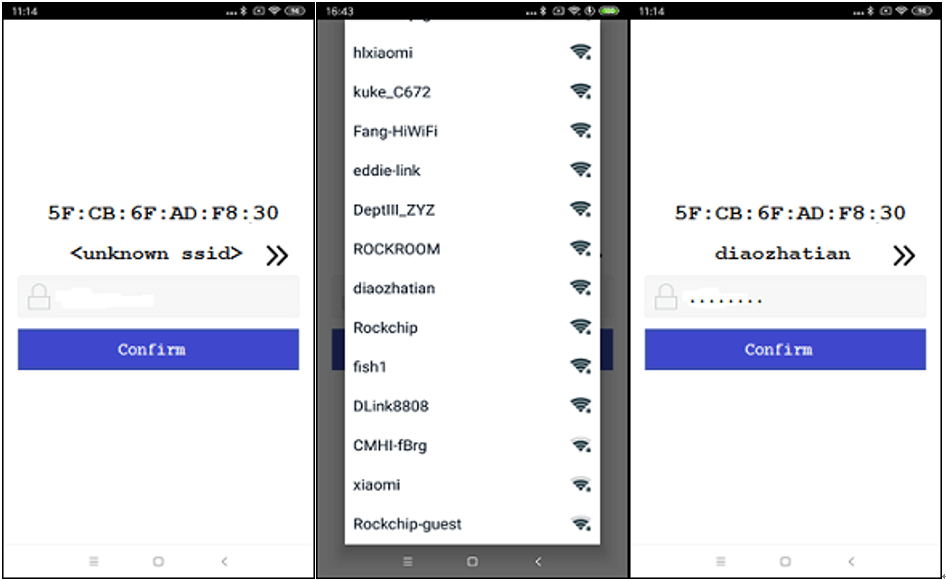 11:14
5F:CB:6F:AD:F8:30
<unknown ssid>
Confirm
16:43
hlxiaomi
kuke_C672
Fang-HiWiFi
eddie-link
DeptIII_ZYZ
ROCKROOM
diaozhatian
Rockchip
fish1
DLink8808
CMHI-fBrg
xiaomi
Rockchip-guest
11:14
5F:CB:6F:AD:F8:30
diaozhatian
........
Confirm